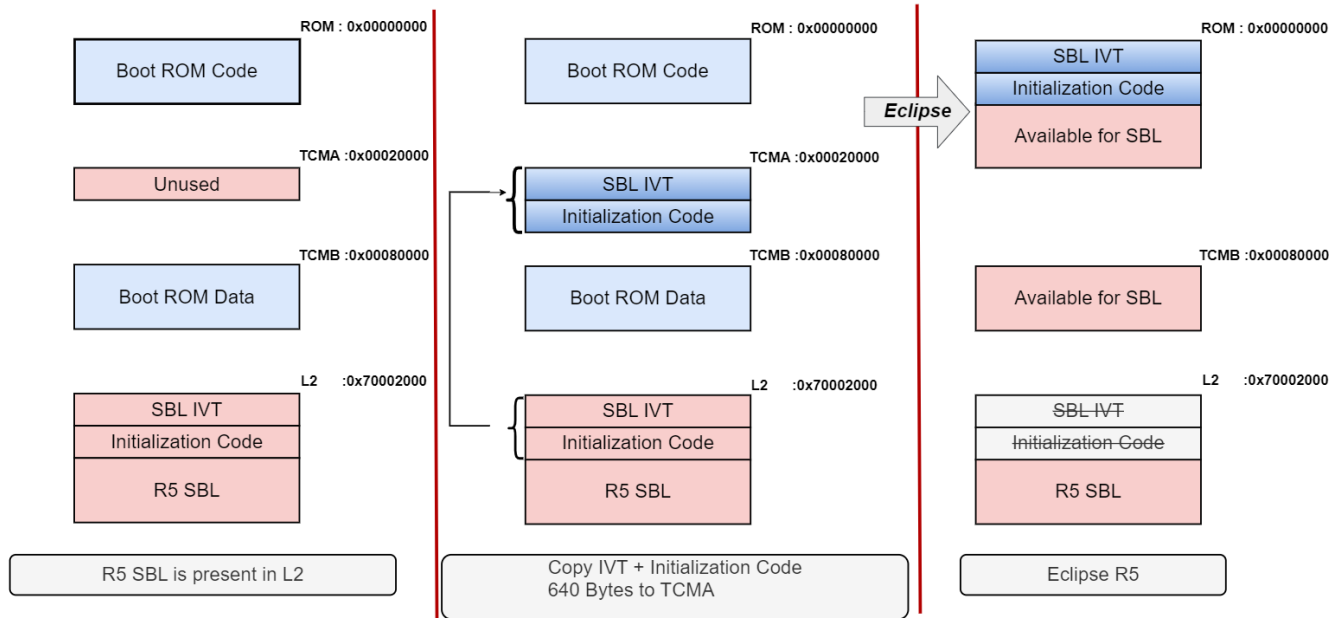 ROM : 0x00000000
Boot ROM Code
TCMA :0x00020000
Unused
TCMB :0x00080000
Boot ROM Data
L2 :0x70002000
SBL IVT
Initialization Code
R5 SBL
R5 SBL is present in L2
ROM : 0x00000000
Boot ROM Code
TCMA :0x00020000
SBL IVT
Initialization Code
TCMB :0x00080000
Boot ROM Data
L2 :0x70002000
SBL IVT
Initialization Code
R5 SBL
Copy IVT + Initialization Code
640 Bytes to TCMA
Eclipse
ROM : 0x00000000
SBL IVT
Initialization Code
Available for SBL
TCMB :0x00080000
Available for SBL
L2 :0x70002000
SBL IVT
Initialization Code
R5 SBL
Eclipse R5